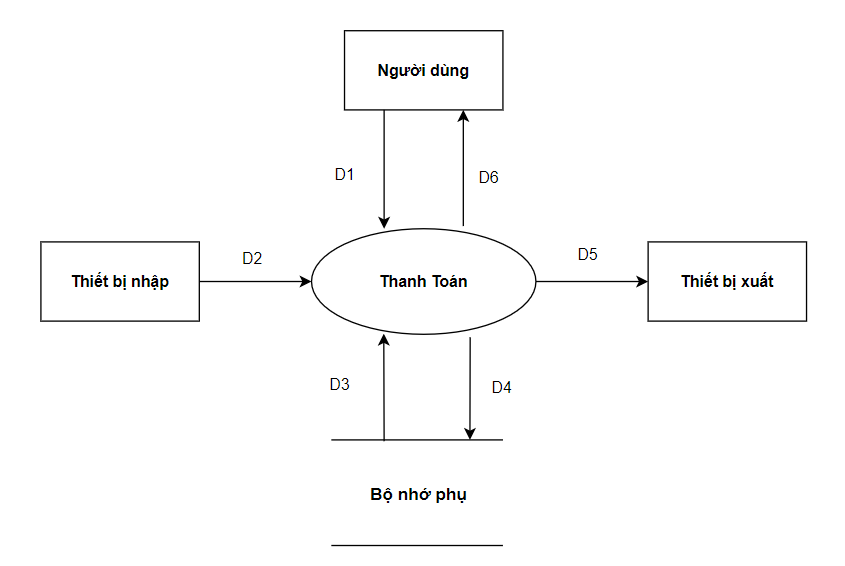 Người dùng
D1
D6
Thiết bị nhập
D2
Thanh Toán
D5
Thiết bị xuất
D3
D4
Bộ nhớ phụ